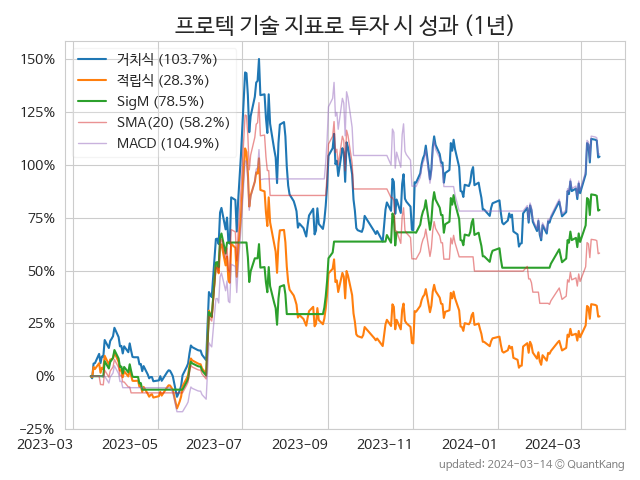 프로텍 기술 지표로 투자 시 성과 (1년)
거치식 (103.7%)
적립식 (28.3%)
SigM (78.5%)
SMA(20) (58.2%)
MACD (104.9%)
150%
125%
100%
75%
50%
25%
0%
−25%
2023-03 2023-05 2023-07 2023-09 2023-11 2024-01 2024-03
updated: 2024-03-14 © QuantKang